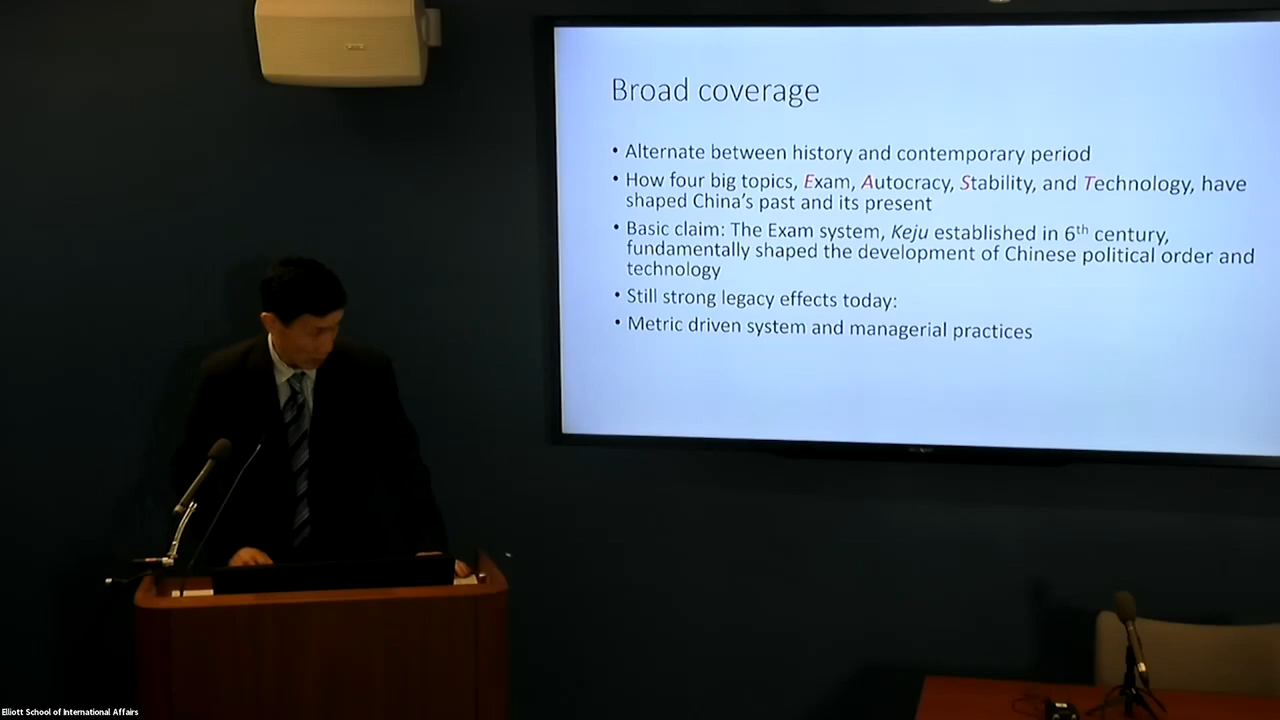 Broad coverage
• Alternate between history and contemporary period
• How four big topics, Exam, Autocracy, Stability, and Technology, have
shaped China's past and its present
• Basic claim: The Exam system, Keju established in 6th century,
fundamentally shaped the development of Chinese political order and
technology
• Still strong legacy effects today:
• Metric driven system and managerial practices
Elliott School of International Affairs